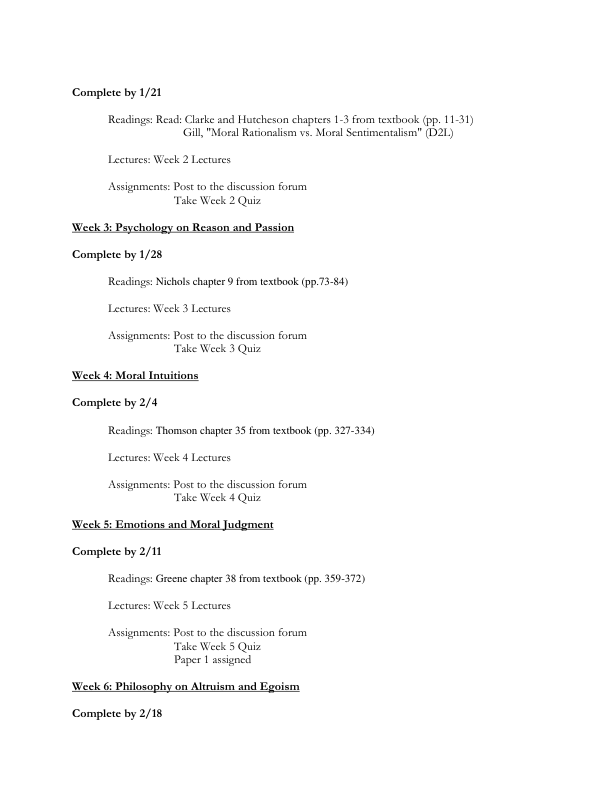 Complete by 1/21
Readings: Read: Clarke and Hutcheson chapters 1-3 from textbook (pp. 11-31)
Gill, "Moral Rationalism vs. Moral Sentimentalism" (D2L)
Lectures: Week 2 Lectures
Assignments: Post to the discussion forum
Take Week 2 Quiz
Week 3: Psychology on Reason and Passion
Complete by 1/28
Readings: Nichols chapter 9 from textbook (pp.73-84)
Lectures: Week 3 Lectures
Assignments: Post to the discussion forum
Take Week 3 Quiz
Week 4: Moral Intuitions
Complete by 2/4
Readings: Thomson chapter 35 from textbook (pp. 327-334)
Lectures: Week 4 Lectures
Assignments: Post to the discussion forum
Take Week 4 Quiz
Week 5: Emotions and Moral Judgment
Complete by 2/11
Readings: Greene chapter 38 from textbook (pp. 359-372)
Lectures: Week 5 Lectures
Assignments: Post to the discussion forum
Take Week 5 Quiz
Paper 1 assigned
Week 6: Philosophy on Altruism and Egoism
Complete by 2/18